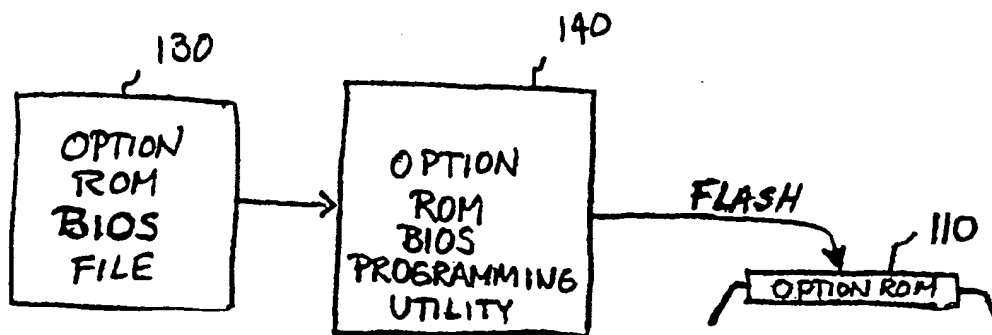 130
OPTION
ROM
BIOS
FILE
140
OPTION
ROM
BIOS
PROGRAMMING
UTILITY
FLASH
110
OPTION ROM